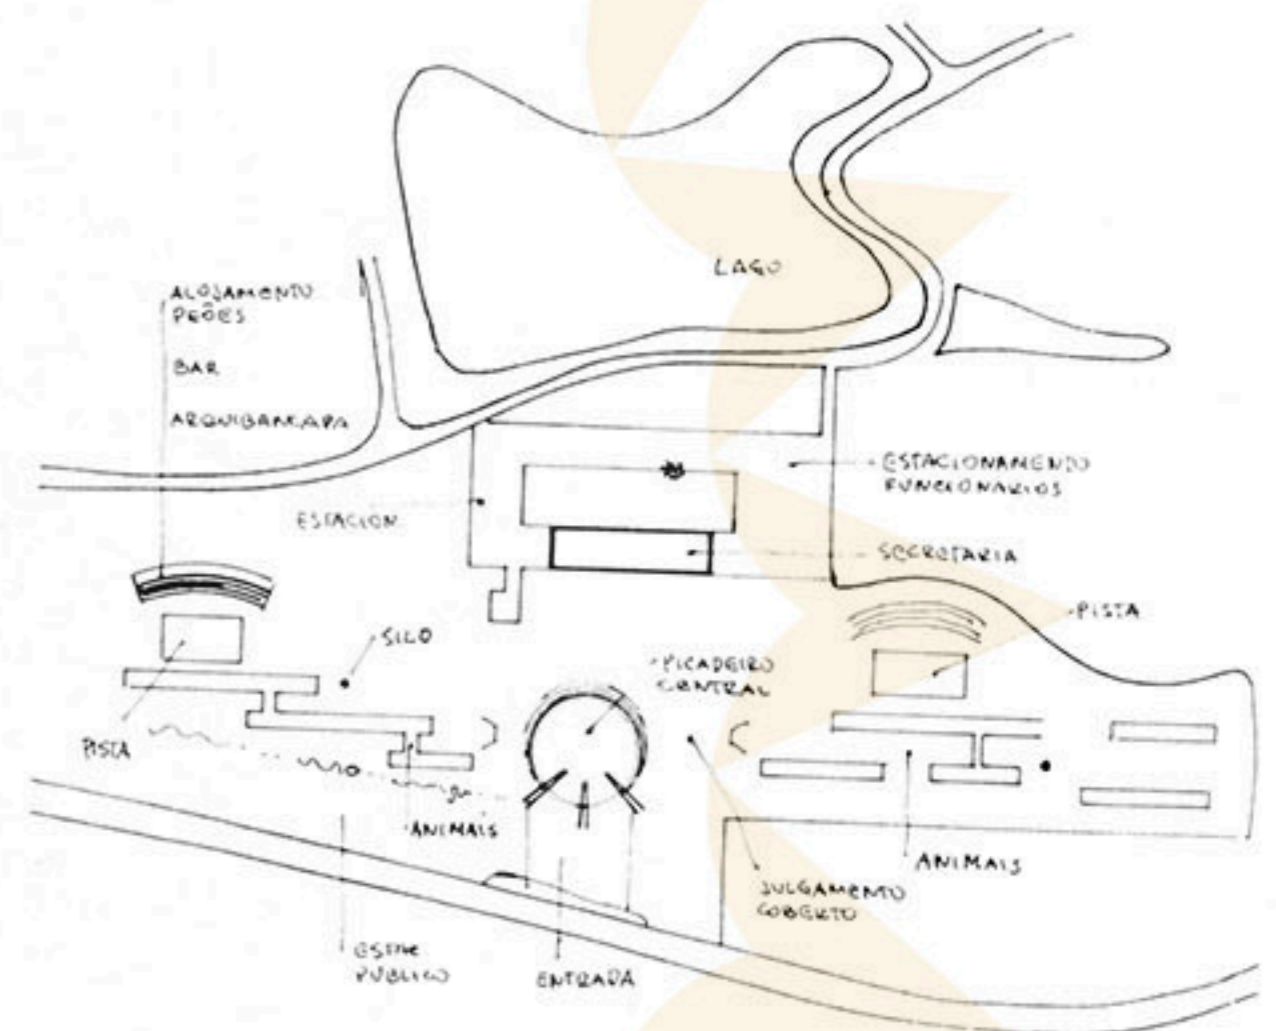 LAGO
ALOJAMENTO
PEÕES
BAR
ARQUIBANCADA
ESTACION.
ESTACIONAMENTO
FUNCIONARIOS
SECRETARIA
PISTA
SILO
PICADEIRO
CENTRAL
PISTA
ANIMAIS
ANIMAIS
JULGAMENTO
COBERTO
PUBLICO
ENTRADA